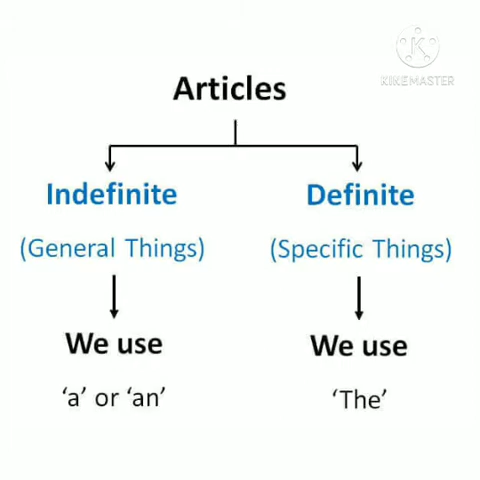 K
KINEMASTER
Articles
Indefinite
Definite
(General Things)
(Specific Things)
We use
We use
‘a’ or ‘an’
‘The’